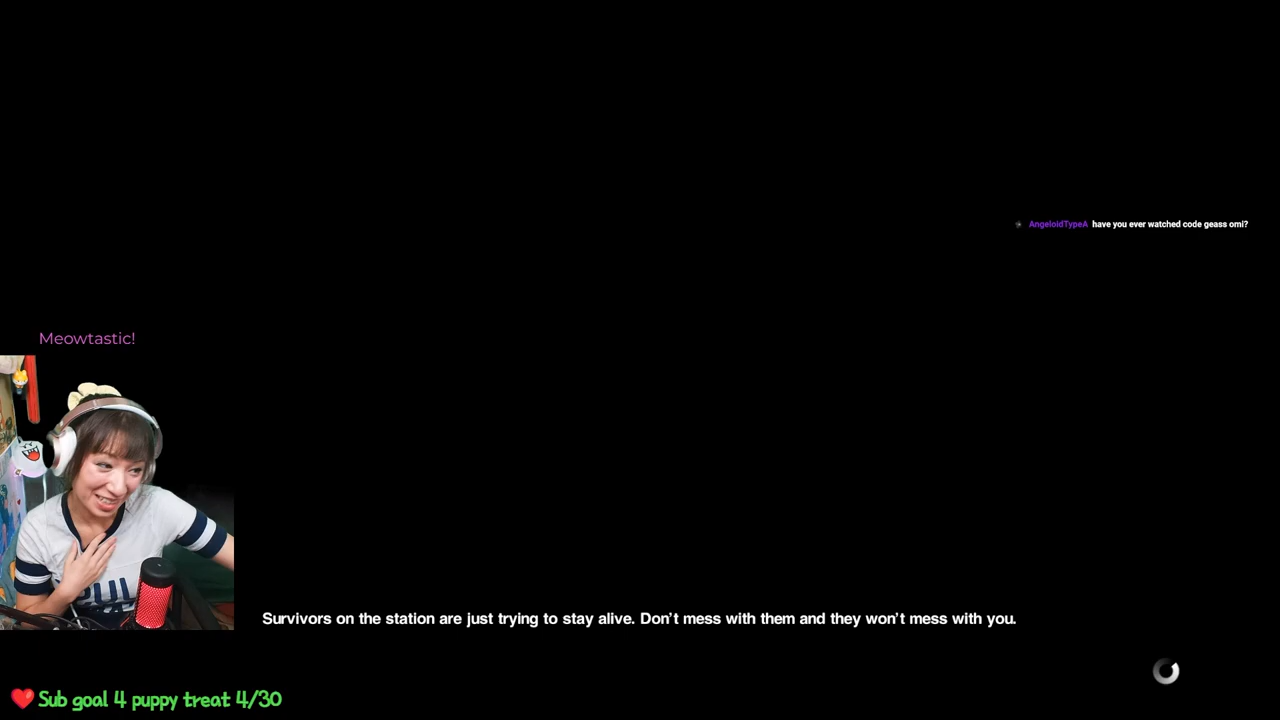 AngeloidTypeA have you ever watched code geass omi?
Meowtastic!
Survivors on the station are just trying to stay alive. Don't mess with them and they won't mess with you.
Sub goal 4 puppy treat 4/30